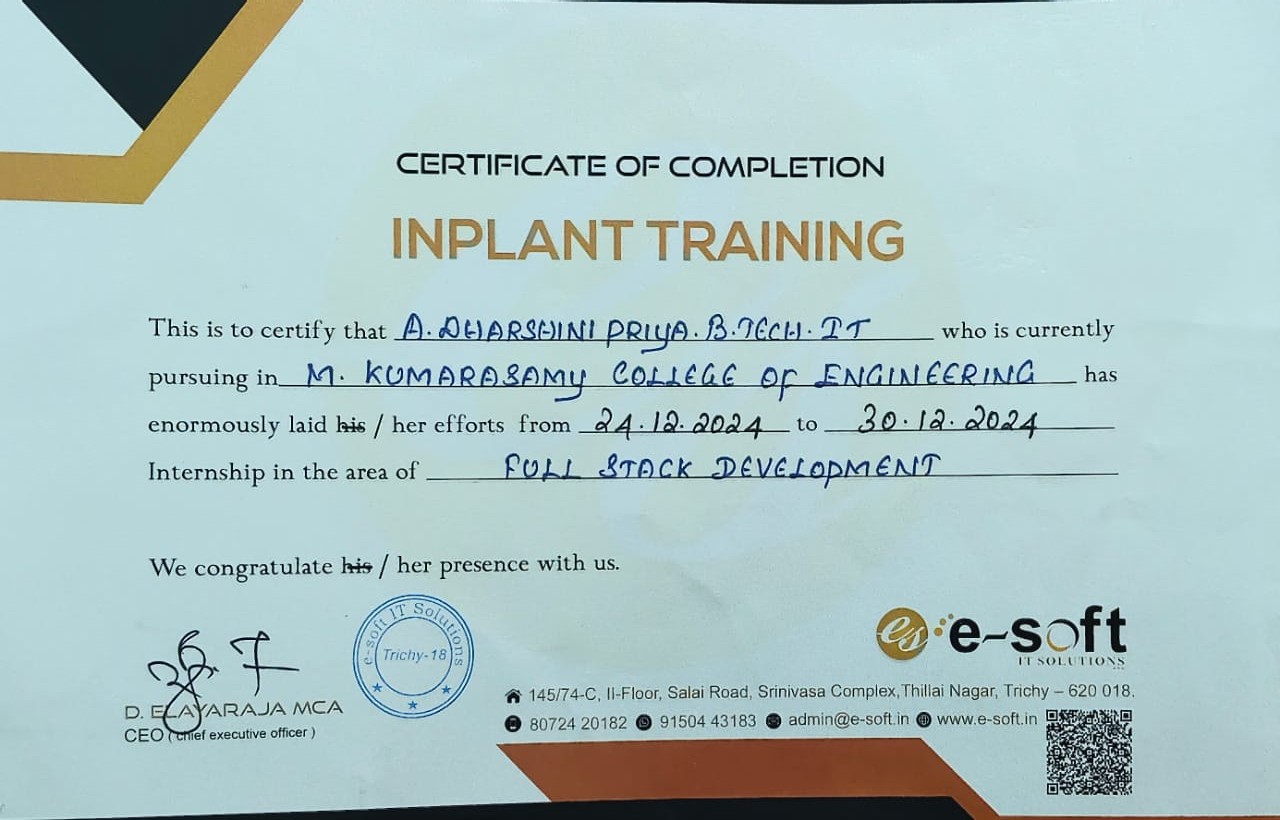 CERTIFICATE OF COMPLETION
INPLANT TRAINING
This is to certify that A. DHARSHINI PRIYA. B.TECH. IT who is currently
pursuing in M. KUMARASAMY COLLEGE OF ENGINEERING has
enormously laid his / her efforts from 24.12.2024 to 30.12.2024
Internship in the area of FULL STACK DEVELOPMENT
We congratulate his / her presence with us.
e-soft IT Solutions
Trichy-18
D. ELAYARAJA MCA
CEO ( chief executive officer )
es e-soft
IT SOLUTIONS
145/74-C, II-Floor, Salai Road, Srinivasa Complex, Thillai Nagar, Trichy – 620 018.
80724 20182 91504 43183 admin@e-soft.in www.e-soft.in